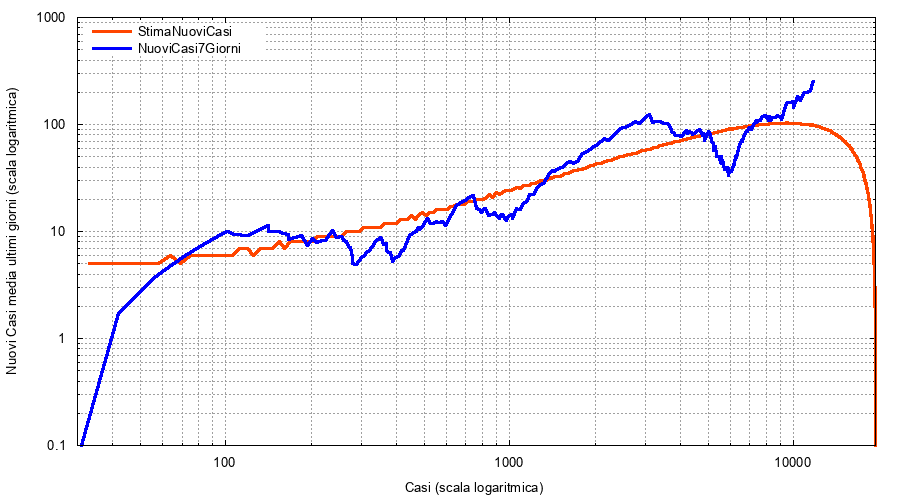 1000
StimaNuoviCasi
NuoviCasi7Giorni
100
10
1
0.1
Nuovi Casi media ultimi giorni (scala logaritmica)
100
1000
10000
Casi (scala logaritmica)